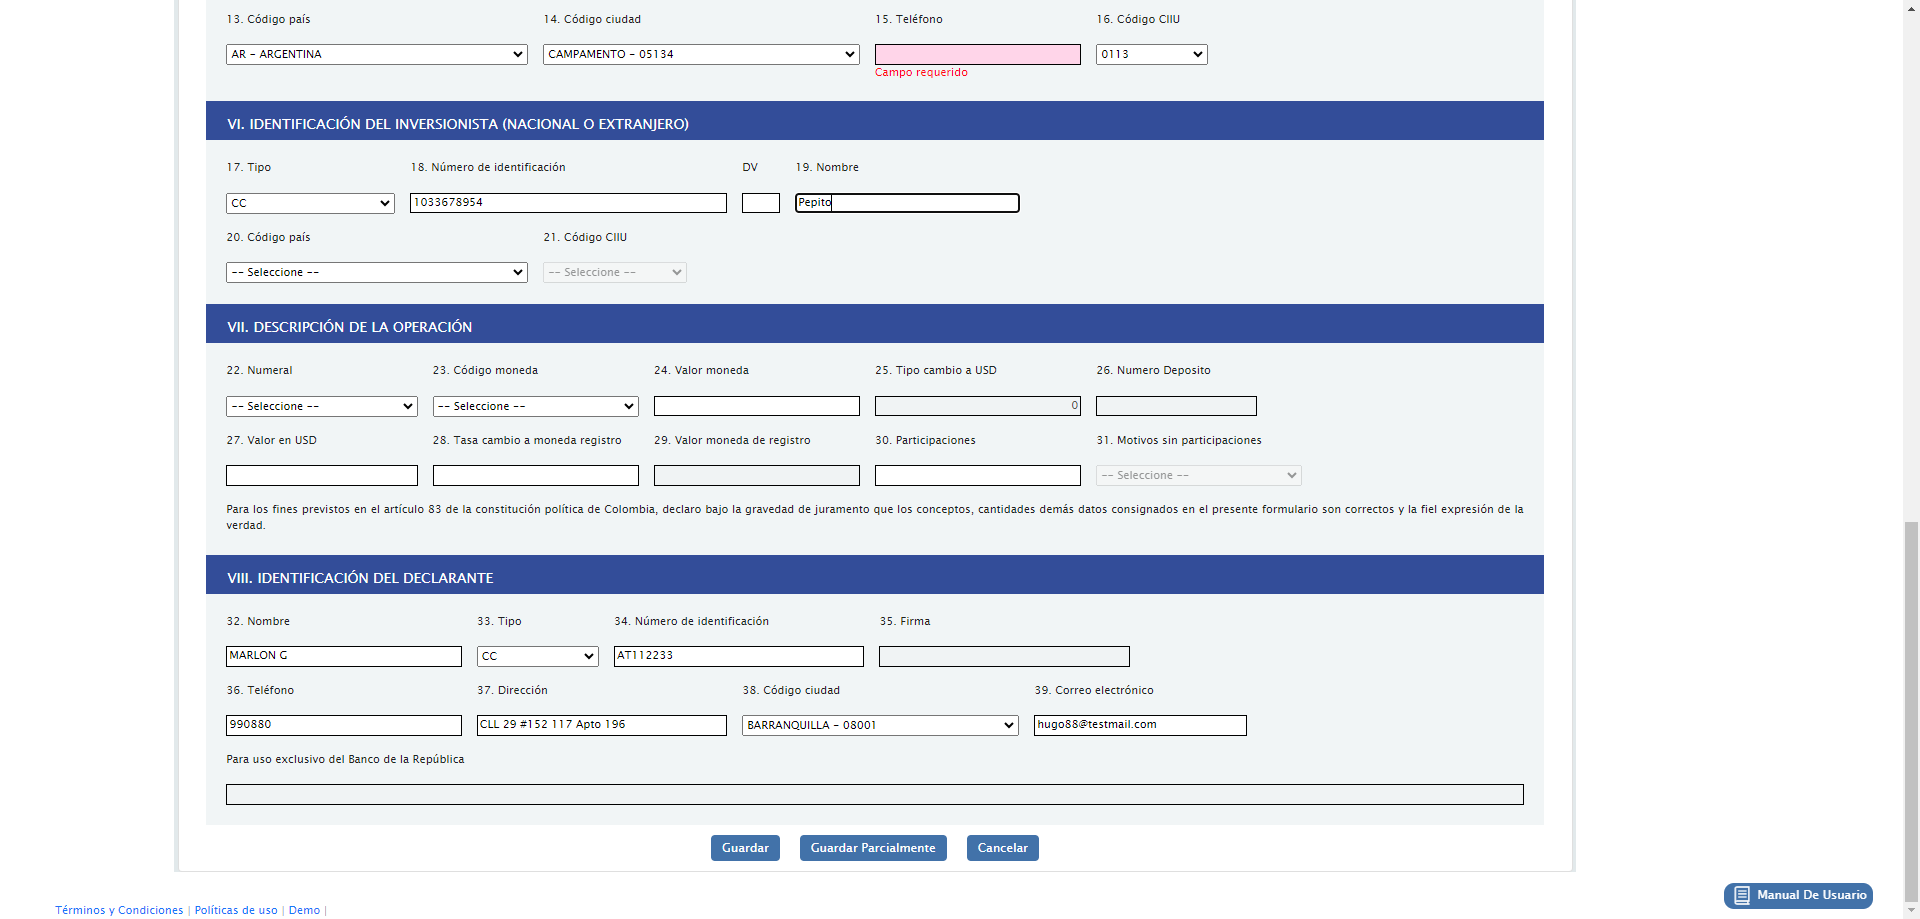 13. Código país 14. Código ciudad 15. Teléfono 16. Código CIIU
AR - ARGENTINA CAMPAMENTO - 05134 0113
Campo requerido
VI. IDENTIFICACIÓN DEL INVERSIONISTA (NACIONAL O EXTRANJERO)
17. Tipo 18. Número de identificación DV 19. Nombre
CC 1033678954 Pepito
20. Código país 21. Código CIIU
-- Seleccione -- -- Seleccione --
VII. DESCRIPCIÓN DE LA OPERACIÓN
22. Numeral 23. Código moneda 24. Valor moneda 25. Tipo cambio a USD 26. Numero Deposito
-- Seleccione -- -- Seleccione -- 0
27. Valor en USD 28. Tasa cambio a moneda registro 29. Valor moneda de registro 30. Participaciones 31. Motivos sin participaciones
-- Seleccione --
Para los fines previstos en el artículo 83 de la constitución política de Colombia, declaro bajo la gravedad de juramento que los conceptos, cantidades demás datos consignados en el presente formulario son correctos y la fiel expresión de la
verdad.
VIII. IDENTIFICACIÓN DEL DECLARANTE
32. Nombre 33. Tipo 34. Número de identificación 35. Firma
MARLON G CC AT112233
36. Teléfono 37. Dirección 38. Código ciudad 39. Correo electrónico
990880 CLL 29 #152 117 Apto 196 BARRANQUILLA - 08001 hugo88@testmail.com
Para uso exclusivo del Banco de la República
Guardar Guardar Parcialmente Cancelar
Manual De Usuario
Términos y Condiciones | Políticas de uso | Demo |